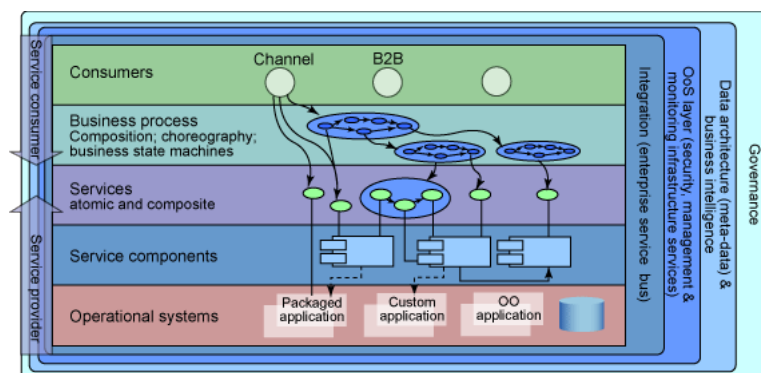 Channel
B2B
Consumers
Business process
Composition; choreography;
business state machines
Services
atomic and composite
Service components
Operational systems
Packaged
application
Custom
application
OO
application
Service consumer
Service provider
Integration (enterprise service bus)
OoS layer (security, management &
monitoring infrastructure services)
Data architecture (meta-data) &
business intelligence
Governance